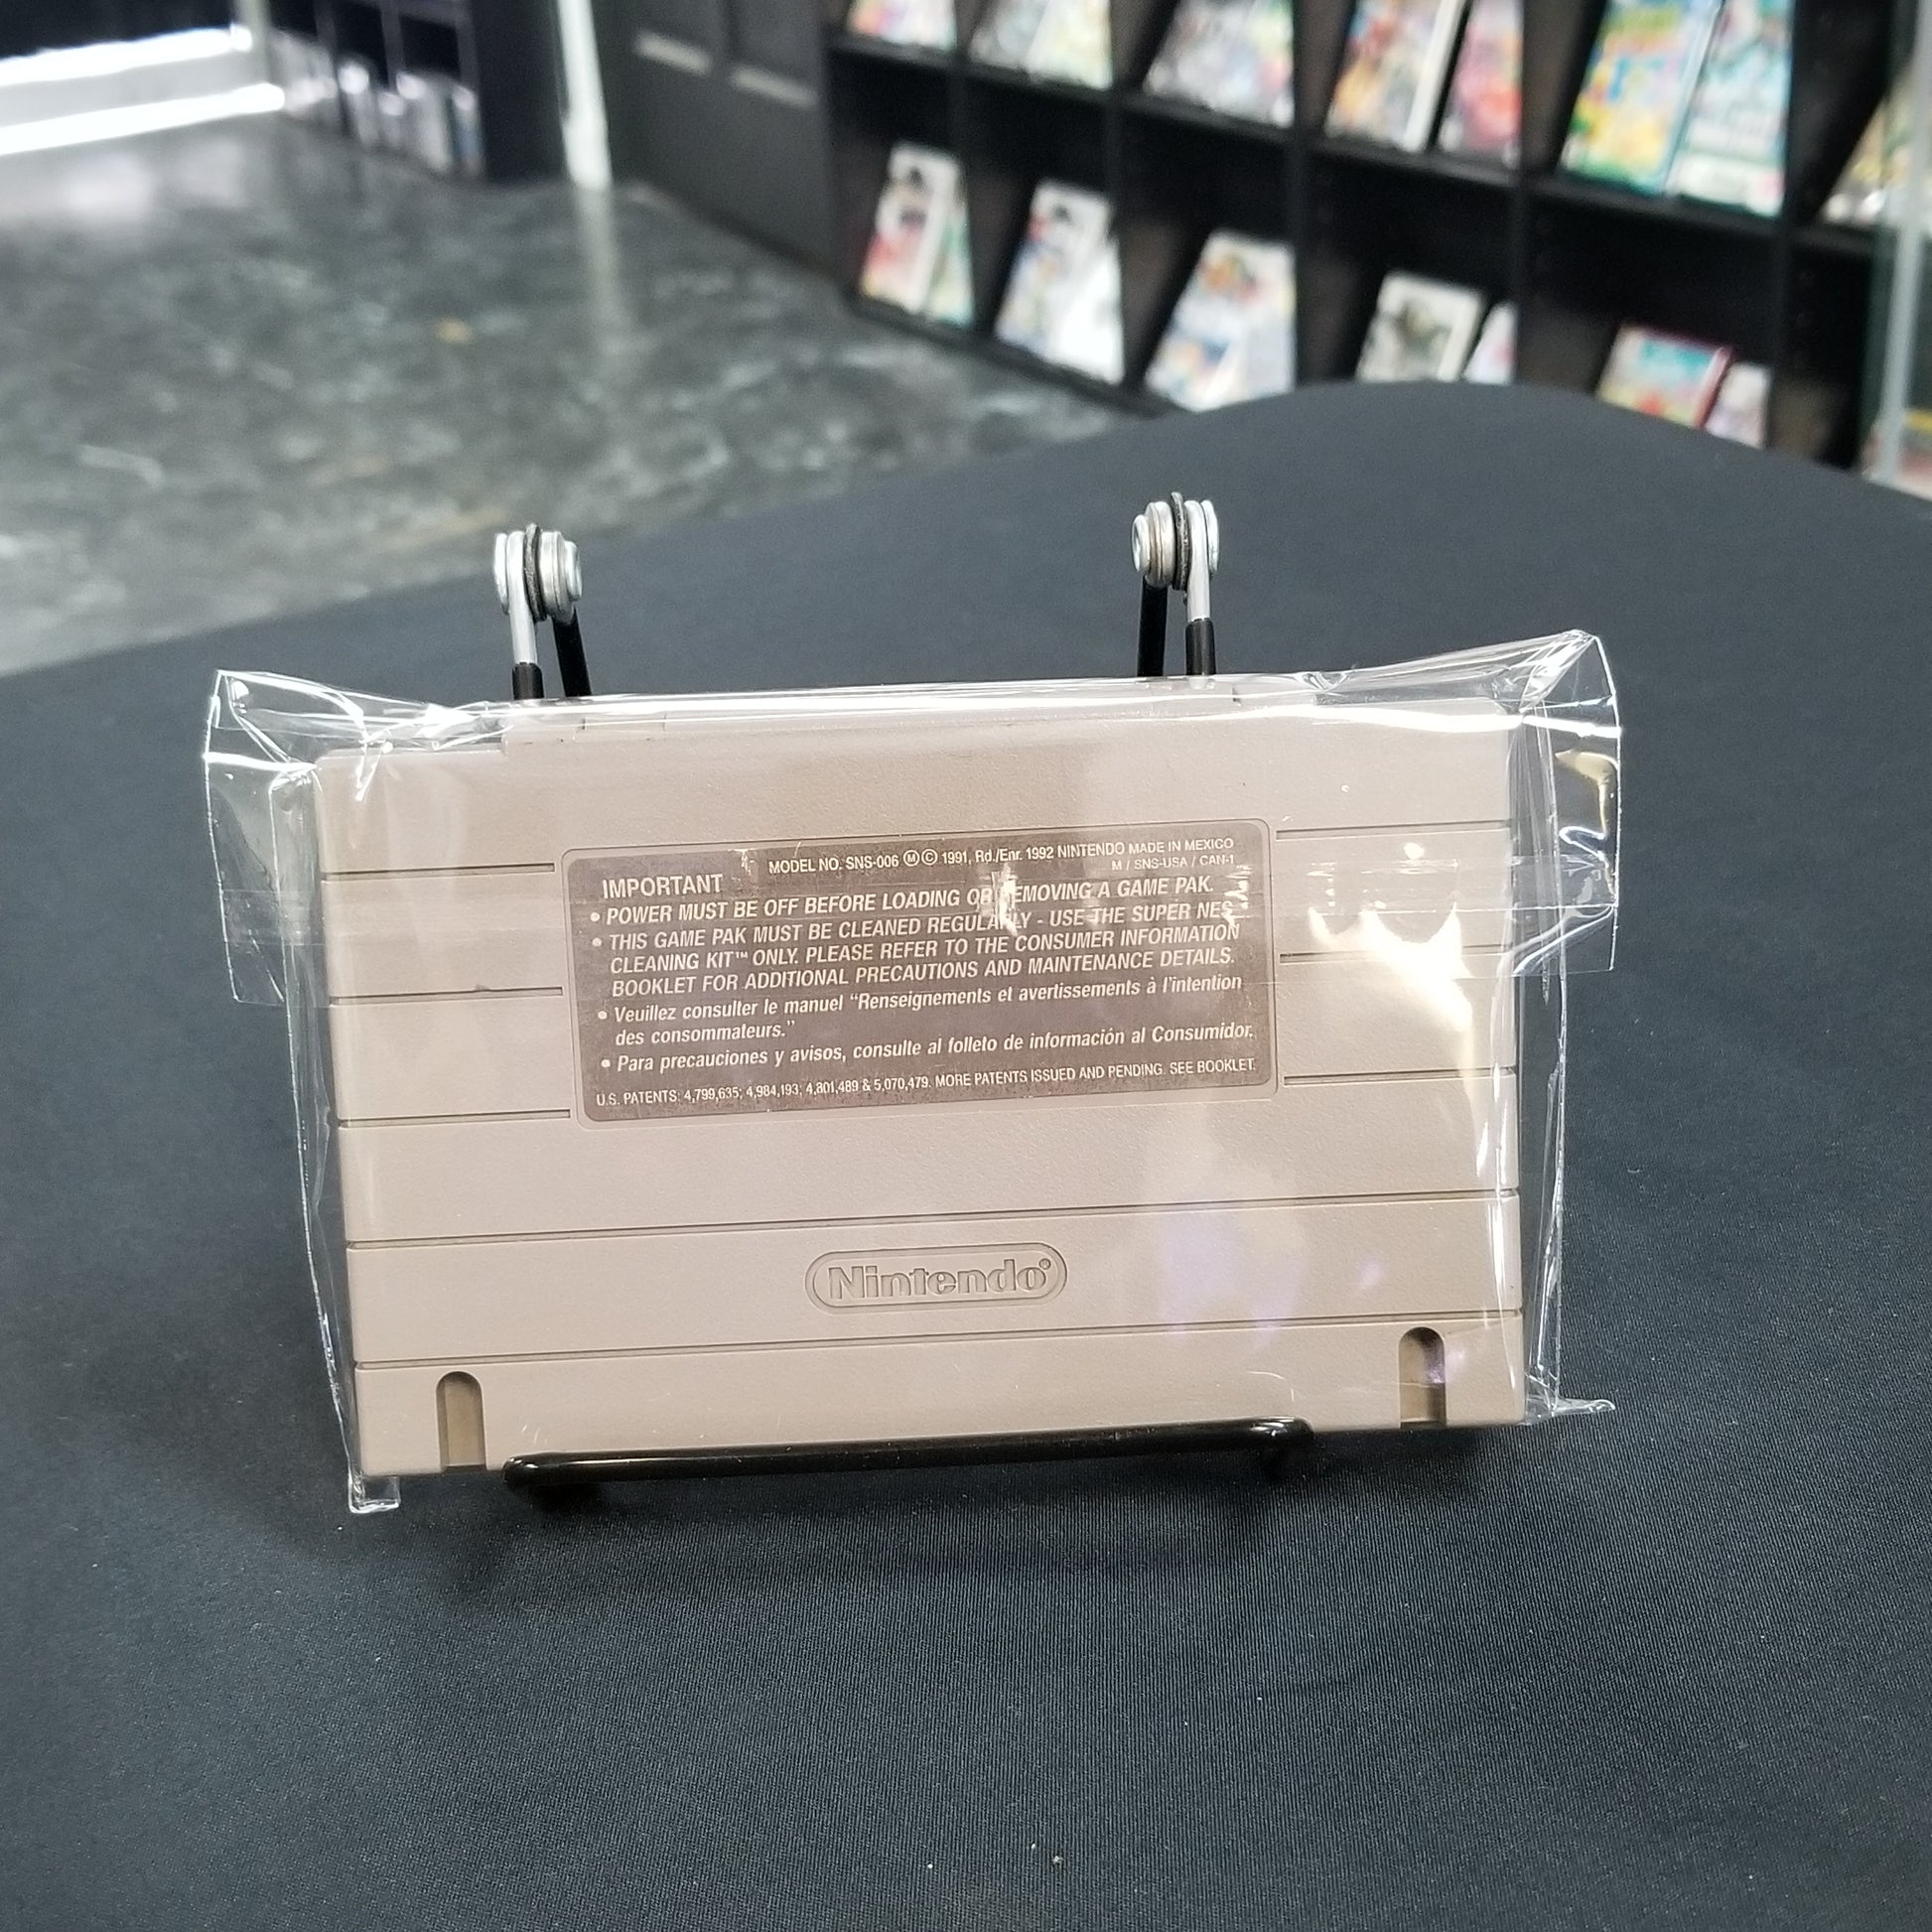 MODEL NO. SNS-006 Ⓜ© 1991, Rd./Enr. 1992 NINTENDO MADE IN MEXICO
M / SNS-USA / CAN-1
IMPORTANT
• POWER MUST BE OFF BEFORE LOADING OR REMOVING A GAME PAK.
• THIS GAME PAK MUST BE CLEANED REGULARLY - USE THE SUPER NES
CLEANING KIT™ ONLY. PLEASE REFER TO THE CONSUMER INFORMATION
BOOKLET FOR ADDITIONAL PRECAUTIONS AND MAINTENANCE DETAILS.
• Veuillez consulter le manuel “Renseignements et avertissements à l’intention
des consommateurs.”
• Para precauciones y avisos, consulte al folleto de información al Consumidor.
U.S. PATENTS: 4,799,635; 4,984,193; 4,801,489 & 5,070,479. MORE PATENTS ISSUED AND PENDING. SEE BOOKLET.
Nintendo®